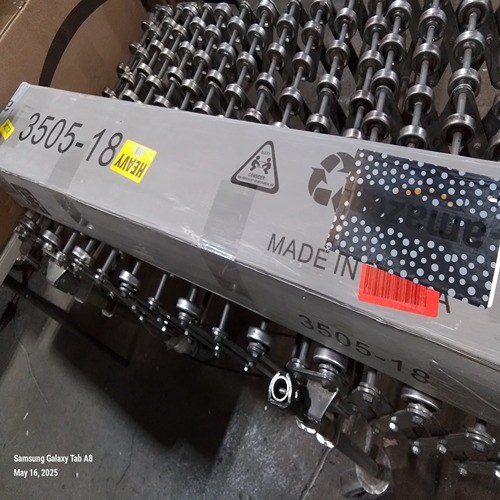 3505-18
HEAVY
MADE IN
3505-18
Samsung Galaxy Tab A8
May 16, 2025